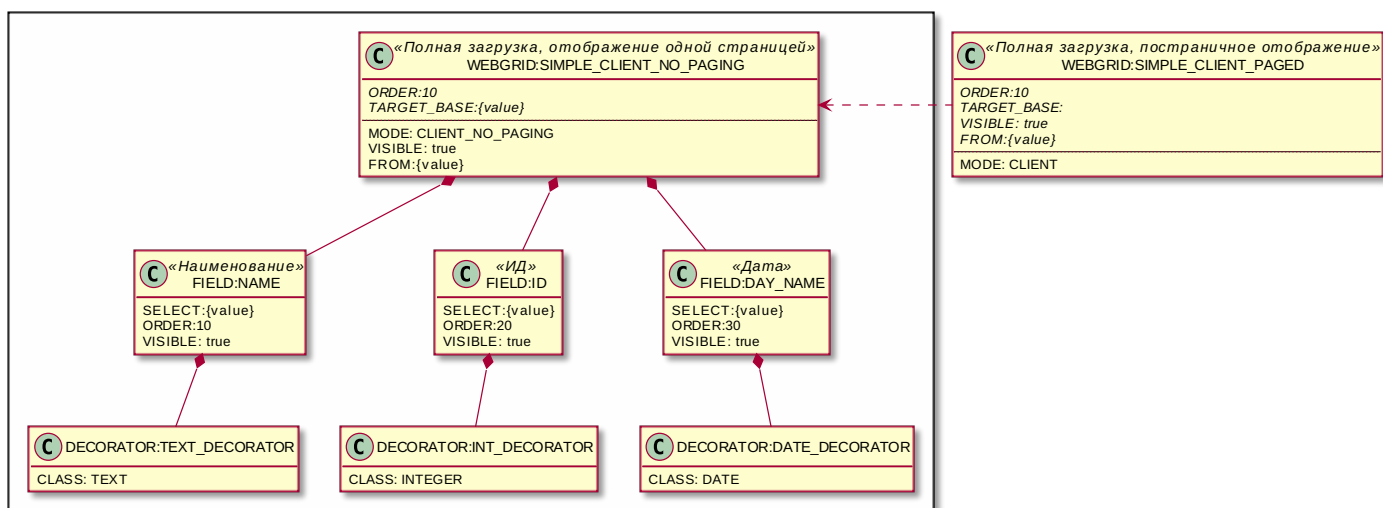 «Полная загрузка, отображение одной страницей»
C
WEBGRID:SIMPLE_CLIENT_NO_PAGING
ORDER:10
TARGET_BASE:{value}
MODE: CLIENT_NO_PAGING
VISIBLE: true
FROM:{value}
«Полная загрузка, постраничное отображение»
C
WEBGRID:SIMPLE_CLIENT_PAGED
ORDER:10
TARGET_BASE:
VISIBLE: true
FROM:{value}
MODE: CLIENT
«Наименование»
C
FIELD:NAME
SELECT:{value}
ORDER:10
VISIBLE: true
«ИД»
C
FIELD:ID
SELECT:{value}
ORDER:20
VISIBLE: true
«Дата»
C
FIELD:DAY_NAME
SELECT:{value}
ORDER:30
VISIBLE: true
C DECORATOR:TEXT_DECORATOR
CLASS: TEXT
C DECORATOR:INT_DECORATOR
CLASS: INTEGER
C DECORATOR:DATE_DECORATOR
CLASS: DATE